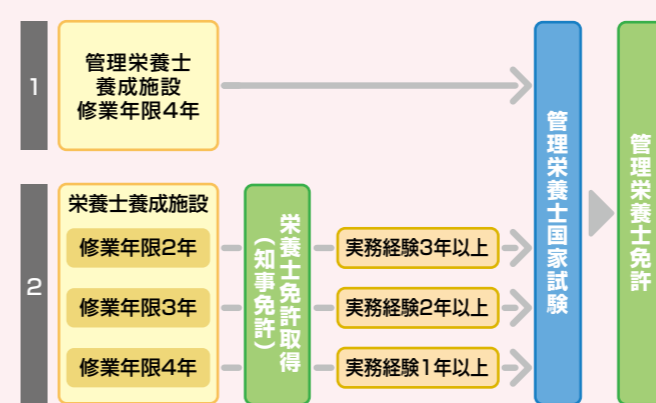 1
管理栄養士
養成施設
修業年限4年
2
栄養士養成施設
修業年限2年
修業年限3年
修業年限4年
栄養士免許取得
（知事免許）
実務経験3年以上
実務経験2年以上
実務経験1年以上
管理栄養士国家試験
管理栄養士免許